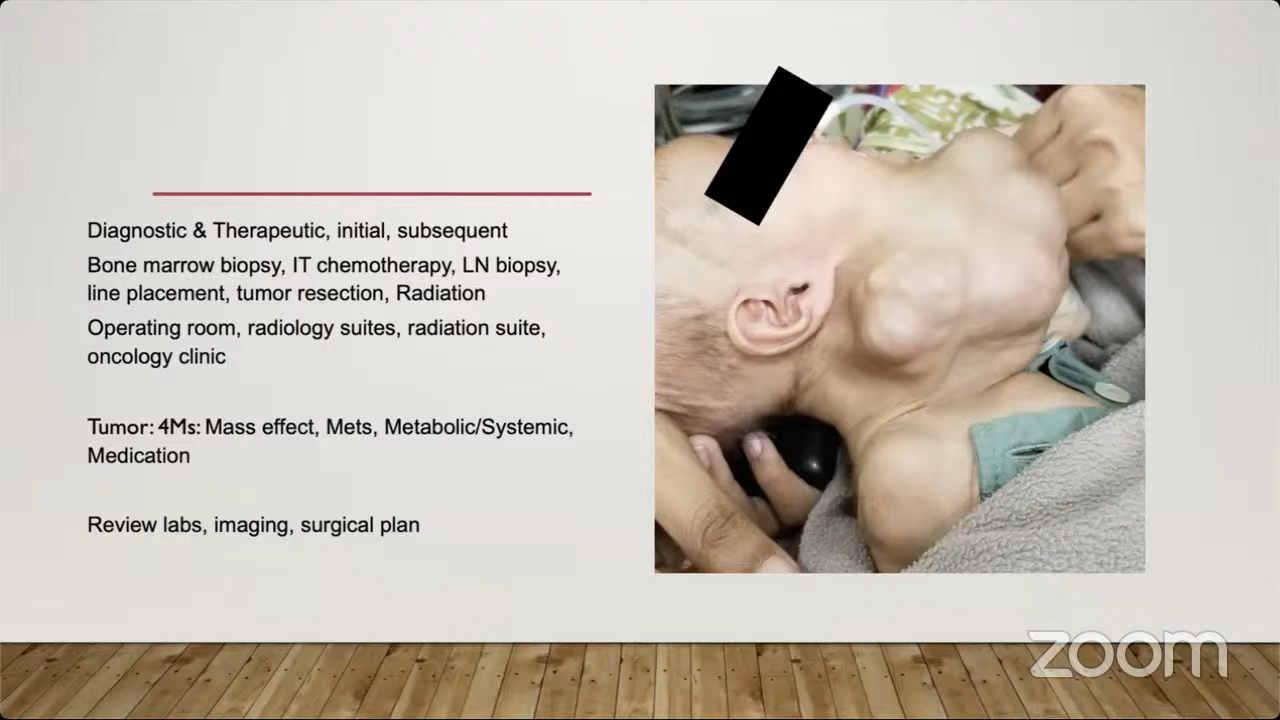 Diagnostic & Therapeutic, initial, subsequent
Bone marrow biopsy, IT chemotherapy, LN biopsy,
line placement, tumor resection, Radiation
Operating room, radiology suites, radiation suite,
oncology clinic
Tumor: 4Ms: Mass effect, Mets, Metabolic/Systemic,
Medication
Review labs, imaging, surgical plan
zoom